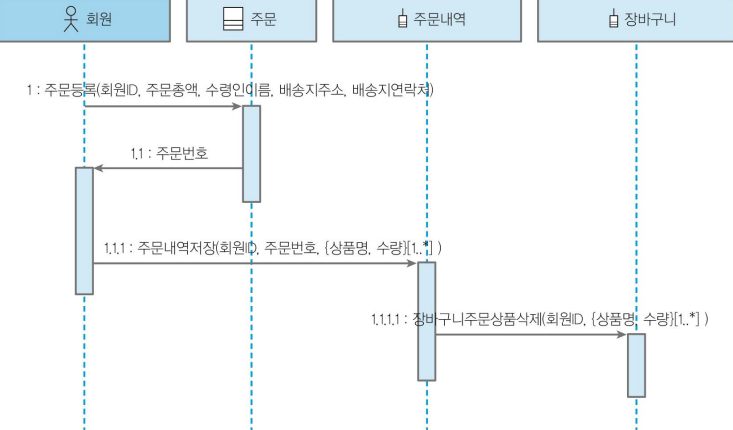 회원
주문
주문내역
장바구니
1 : 주문등록(회원ID, 주문총액, 수령인이름, 배송지주소, 배송지연락처)
1.1 : 주문번호
1.1.1 : 주문내역저장(회원ID, 주문번호, {상품명, 수량}[1..*] )
1.1.1.1 : 장바구니주문상품삭제(회원ID, {상품명, 수량}[1..*] )